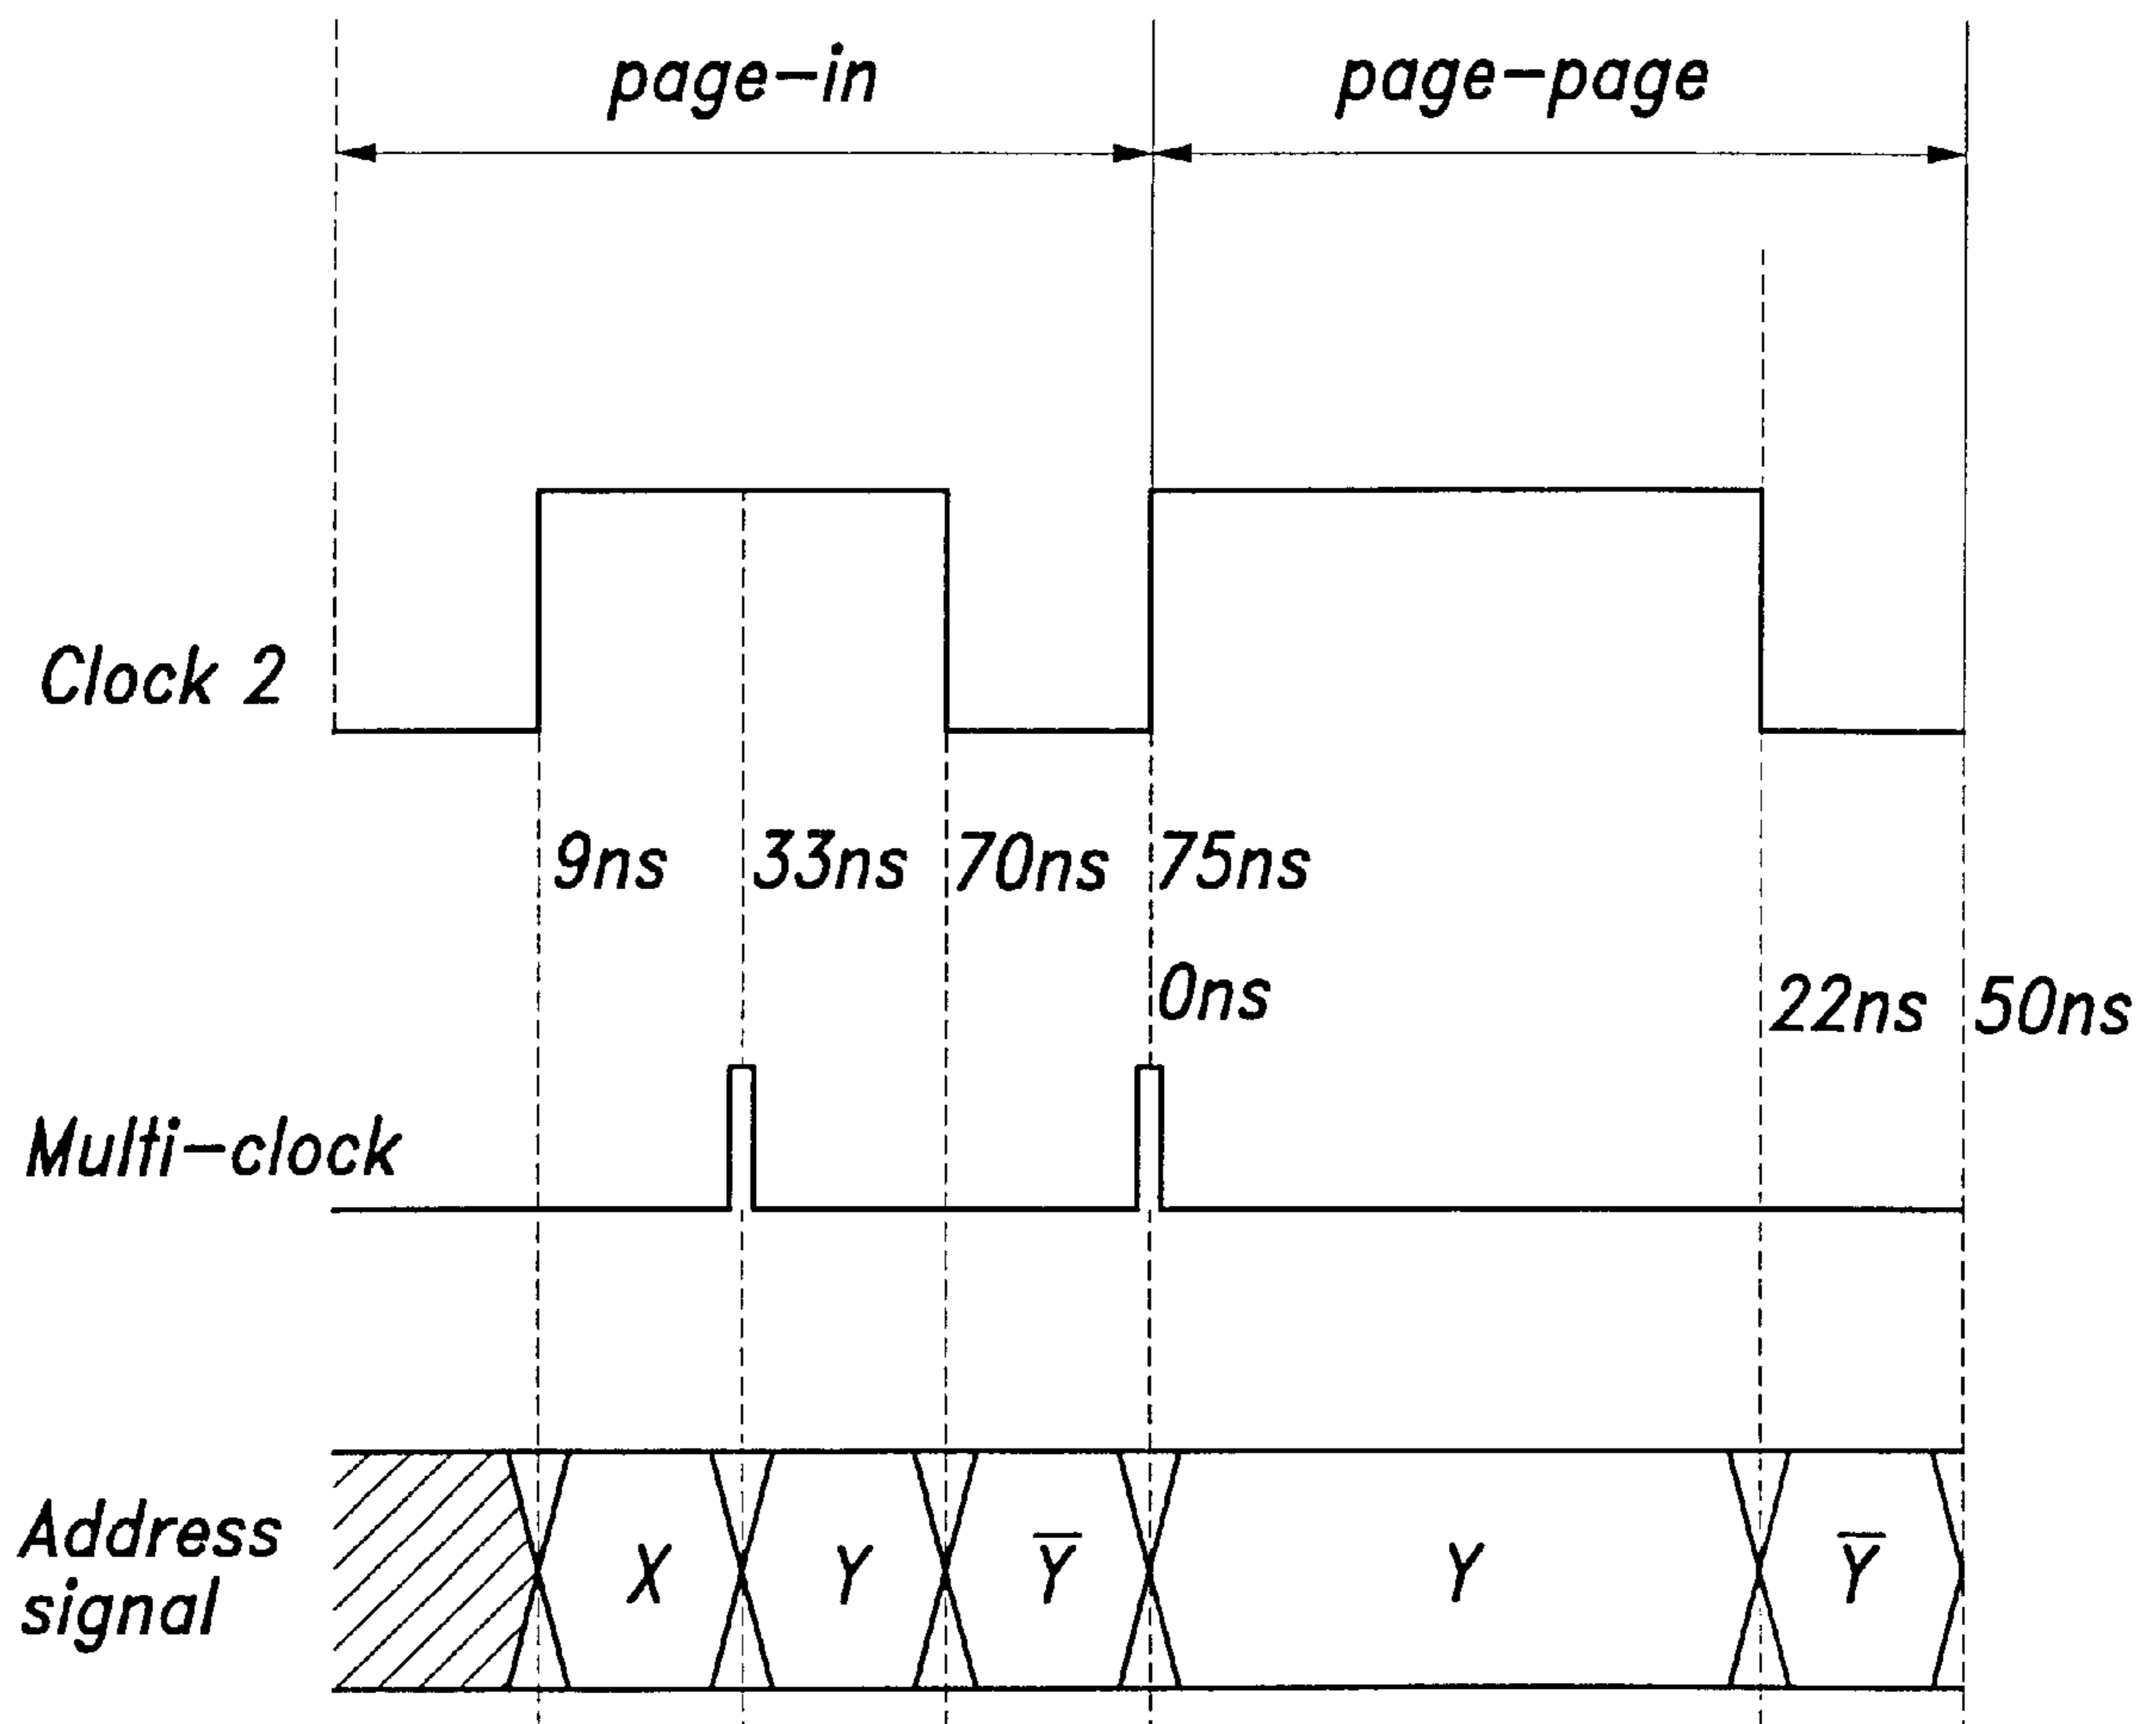 page-in page-page
Clock 2
9ns 33ns 70ns 75ns
0ns 22ns 50ns
Multi-clock
Address
signal
X Y Y̅ Y Y̅